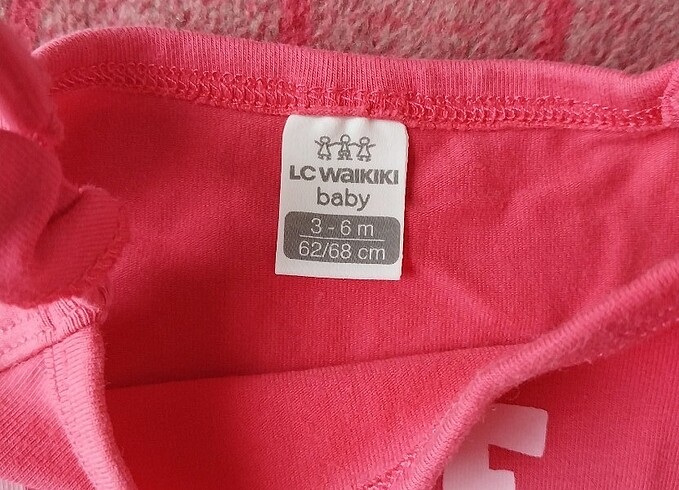 LC WAIKIKI
baby
3 - 6 m
62/68 cm